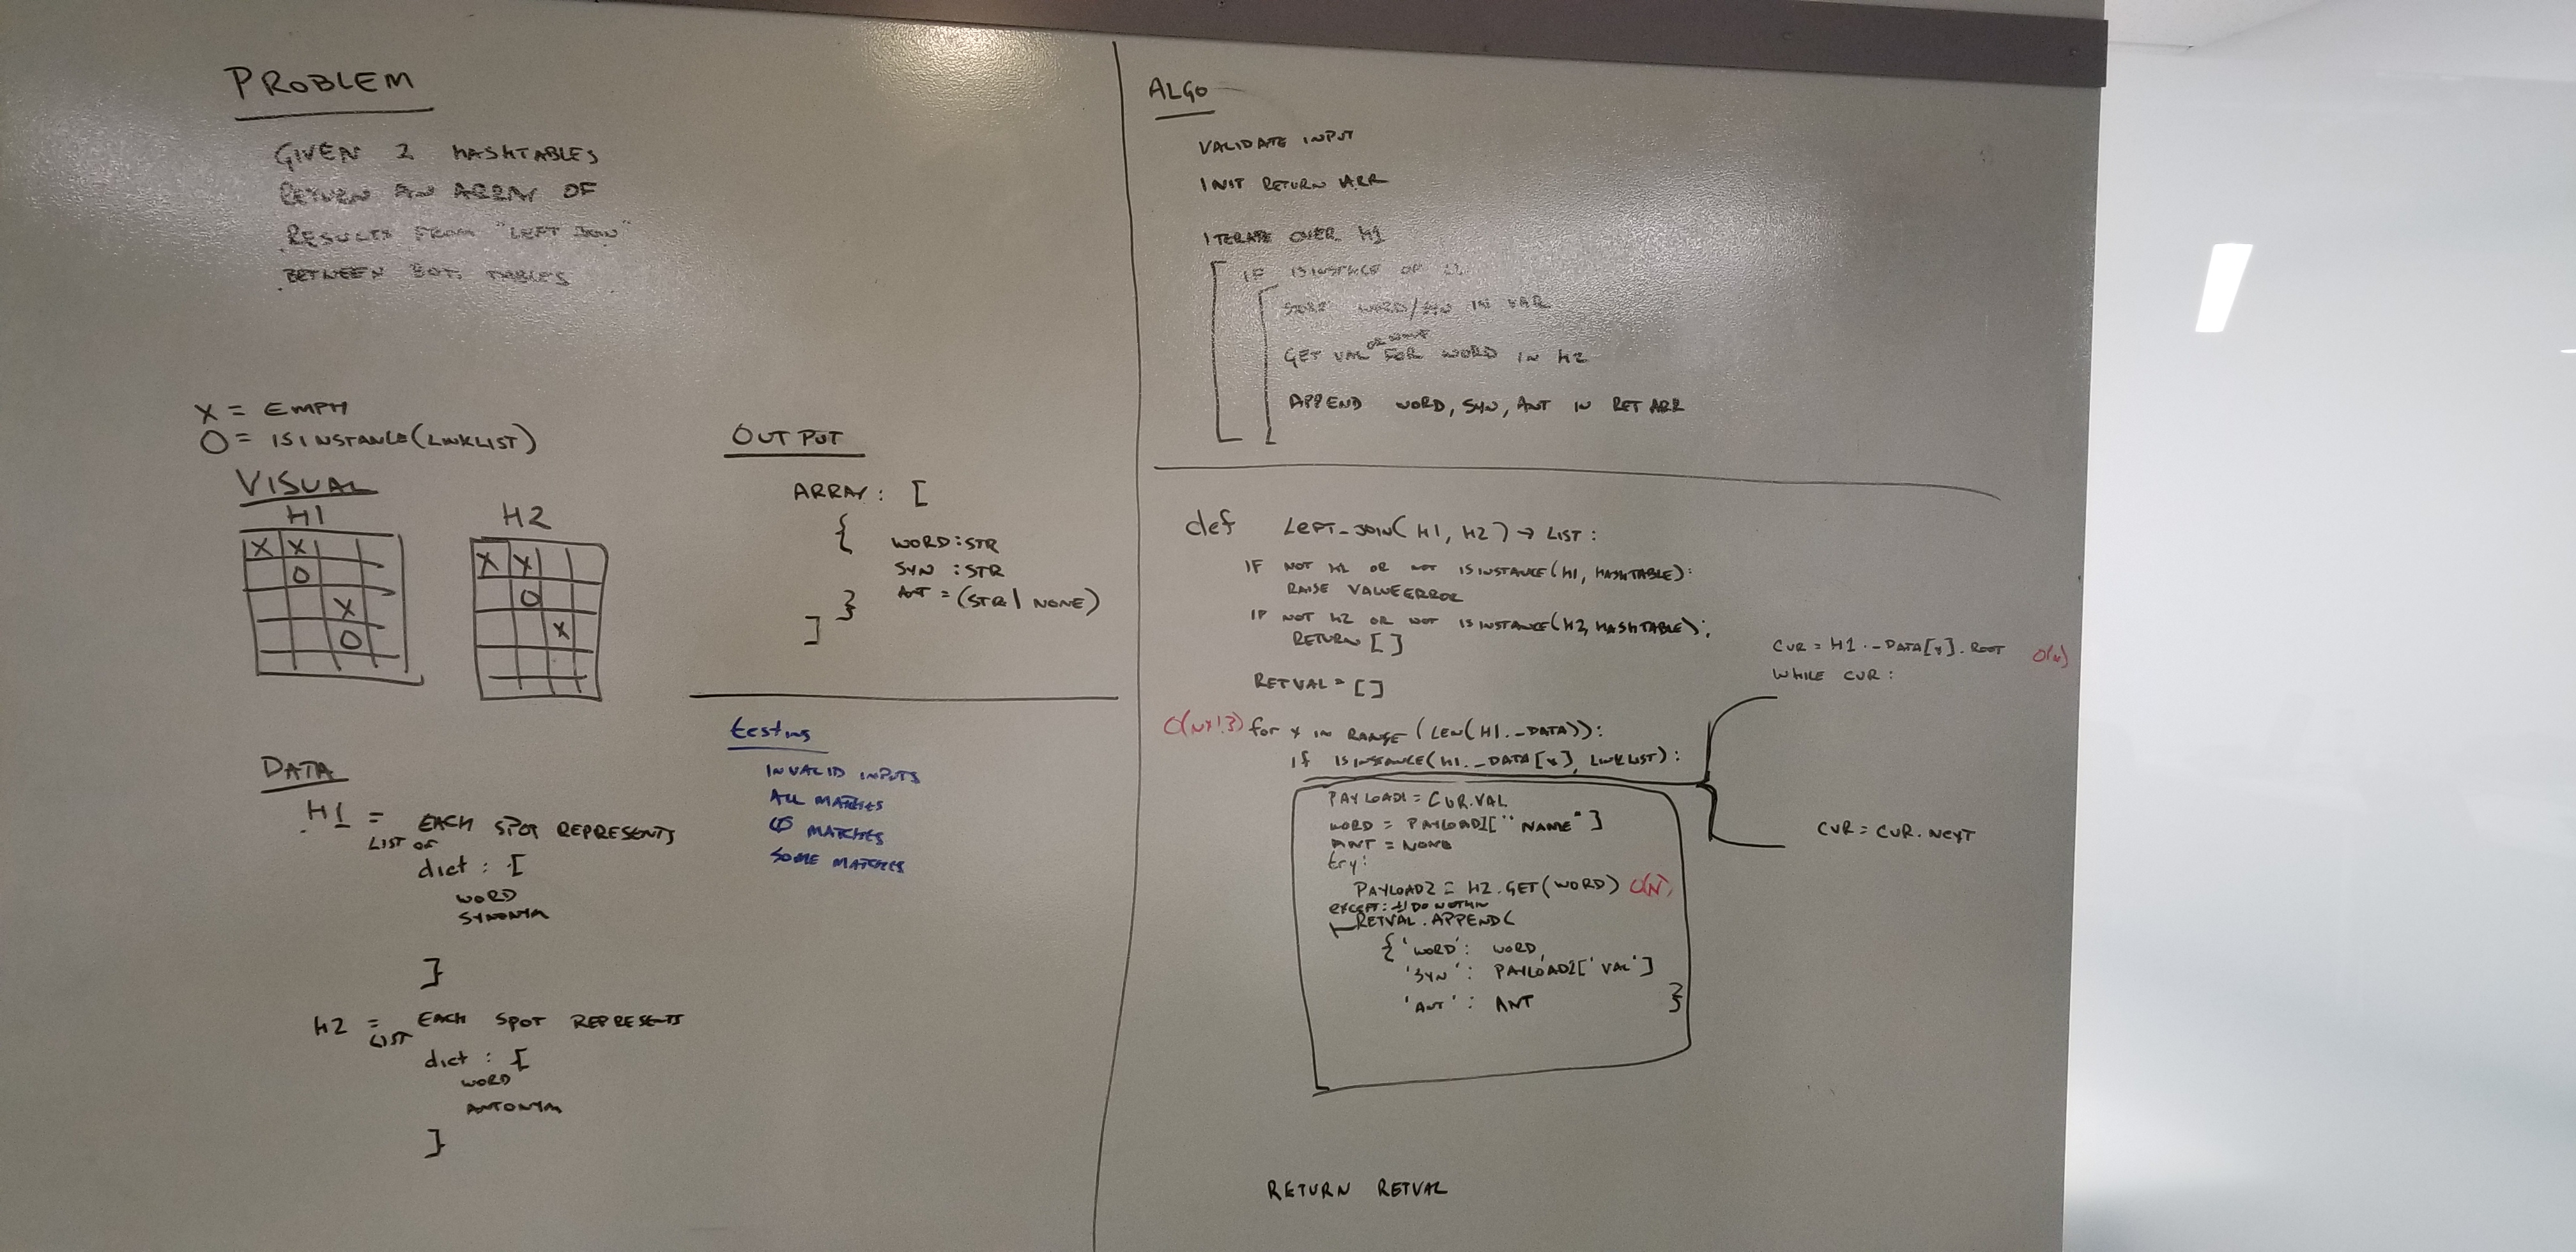 PROBLEM
GIVEN 2 HASHTABLES
RETURN AN ARRAY OF
RESULTS FROM "LEFT JOIN"
BETWEEN BOTH TABLES
X = EMPTY
O = ISINSTANCE(LINKLIST)
VISUAL
H1
X X
O
X
O
H2
X X
O
X
OUTPUT
ARRAY : [
{
WORD : STR
SYN : STR
ANT = (STR | NONE)
}
]
testing
INVALID INPUTS
ALL MATCHES
MATCHES
SOME MATCHES
DATA
H1 = EACH SPOT REPRESENTS
LIST OF
dict : [
WORD
SYNONYM
]
H2 = EACH SPOT REPRESENTS
LIST
dict : [
WORD
ANTONYM
]
ALGO
VALIDATE INPUT
INIT RETURN ARR
ITERATE OVER H1
IF ISINSTNCE OF LL
STORE WORD/SYN IN VAR
OR NONE
GET VAL FOR WORD IN H2
APPEND WORD, SYN, ANT IN RET ARR
def LEFT_JOIN(H1, H2) → LIST :
IF NOT H1 OR NOT ISINSTANCE(H1, HASHTABLE):
RAISE VALUEERROR
IF NOT H2 OR NOT ISINSTANCE(H2, HASHTABLE):
RETURN [ ]
RETVAL = [ ]
for X IN RANGE (LEN(H1._DATA)):
if ISINSTANCE(H1._DATA[X], LINKLIST):
CUR = H1._DATA[X].ROOT O(N)
WHILE CUR :
PAYLOAD1 = CUR.VAL
WORD = PAYLOAD1["NAME"]
ANT = NONE
try:
PAYLOAD2 = H2.GET(WORD) O(N)
EXCEPT: // DO NOTHIN
RETVAL.APPEND(
{'WORD': WORD,
'SYN': PAYLOAD1['VAL']
'ANT': ANT }
CUR = CUR.NEXT
RETURN RETVAL